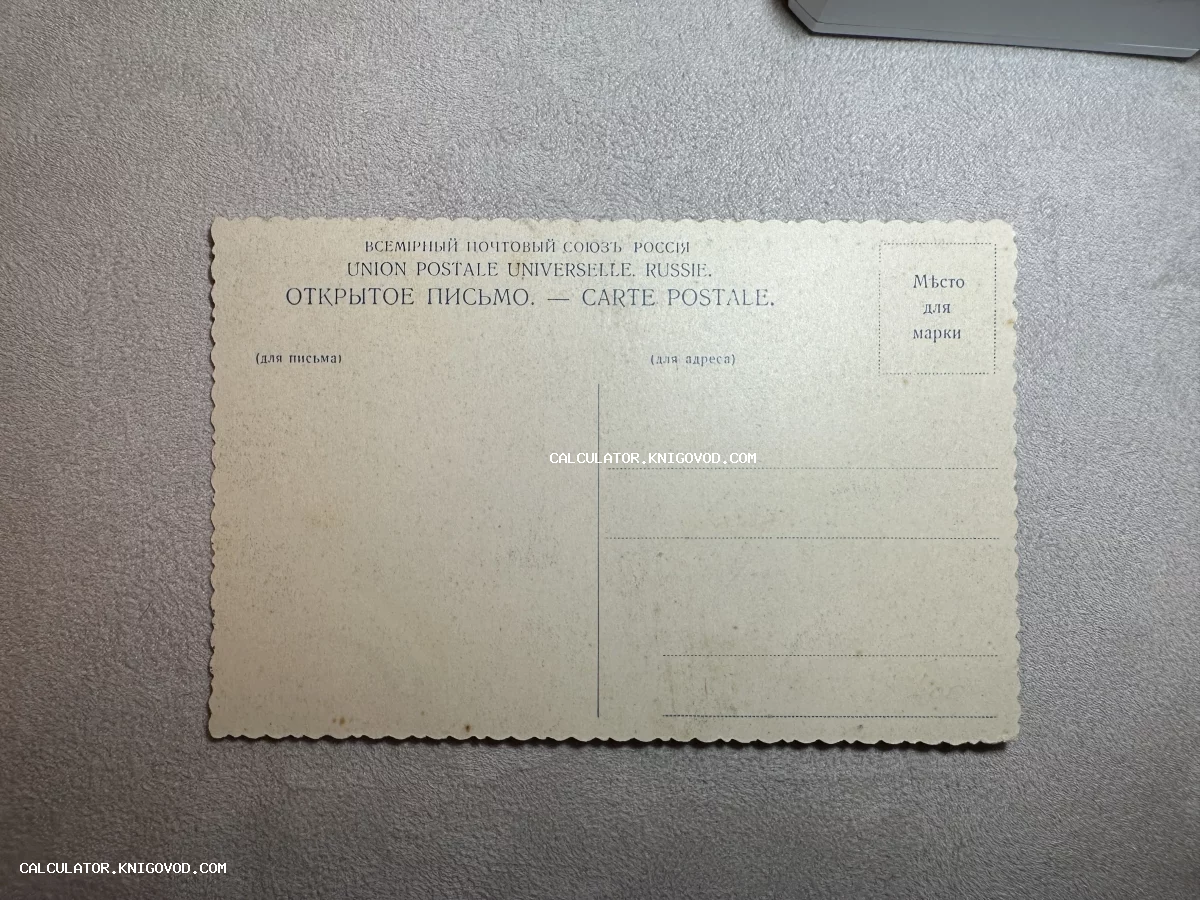 ВСЕМІРНЫЙ ПОЧТОВЫЙ СОЮЗЪ РОССІЯ
UNION POSTALE UNIVERSELLE. RUSSIE.
ОТКРЫТОЕ ПИСЬМО. — CARTE POSTALE.
Мѣсто
для
марки
(для письма)
(для адреса)
CALCULATOR.KNIGOVOD.COM
CALCULATOR.KNIGOVOD.COM